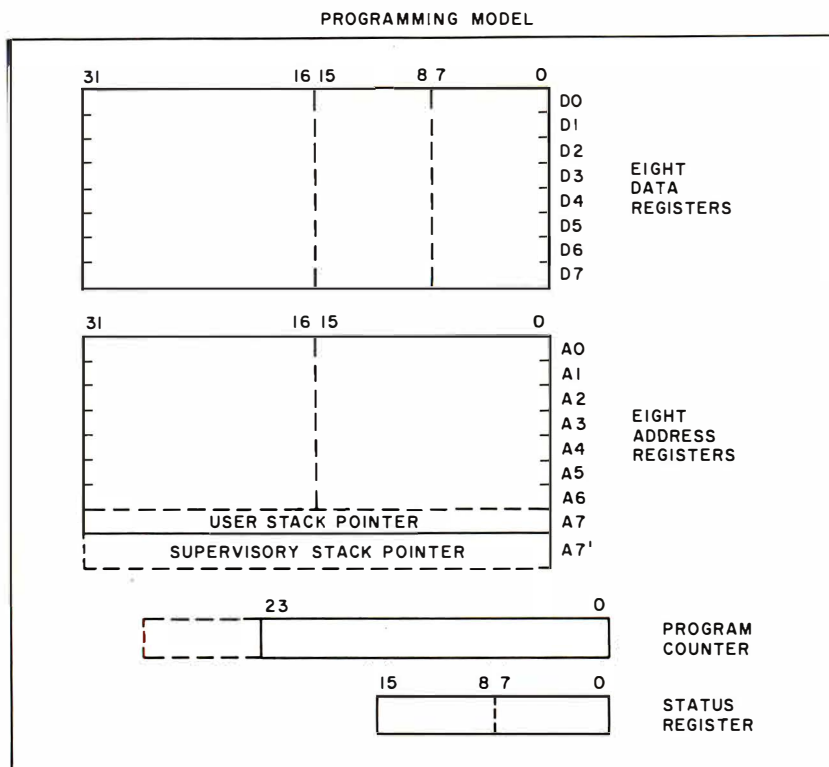 PROGRAMMING MODEL
31 16 15 8 7 0
D0
D1
D2
D3
D4
D5
D6
D7
EIGHT
DATA
REGISTERS
31 16 15 0
A0
A1
A2
A3
A4
A5
A6
EIGHT
ADDRESS
REGISTERS
USER STACK POINTER A7
SUPERVISORY STACK POINTER A7'
23 0
PROGRAM
COUNTER
15 8 7 0
STATUS
REGISTER